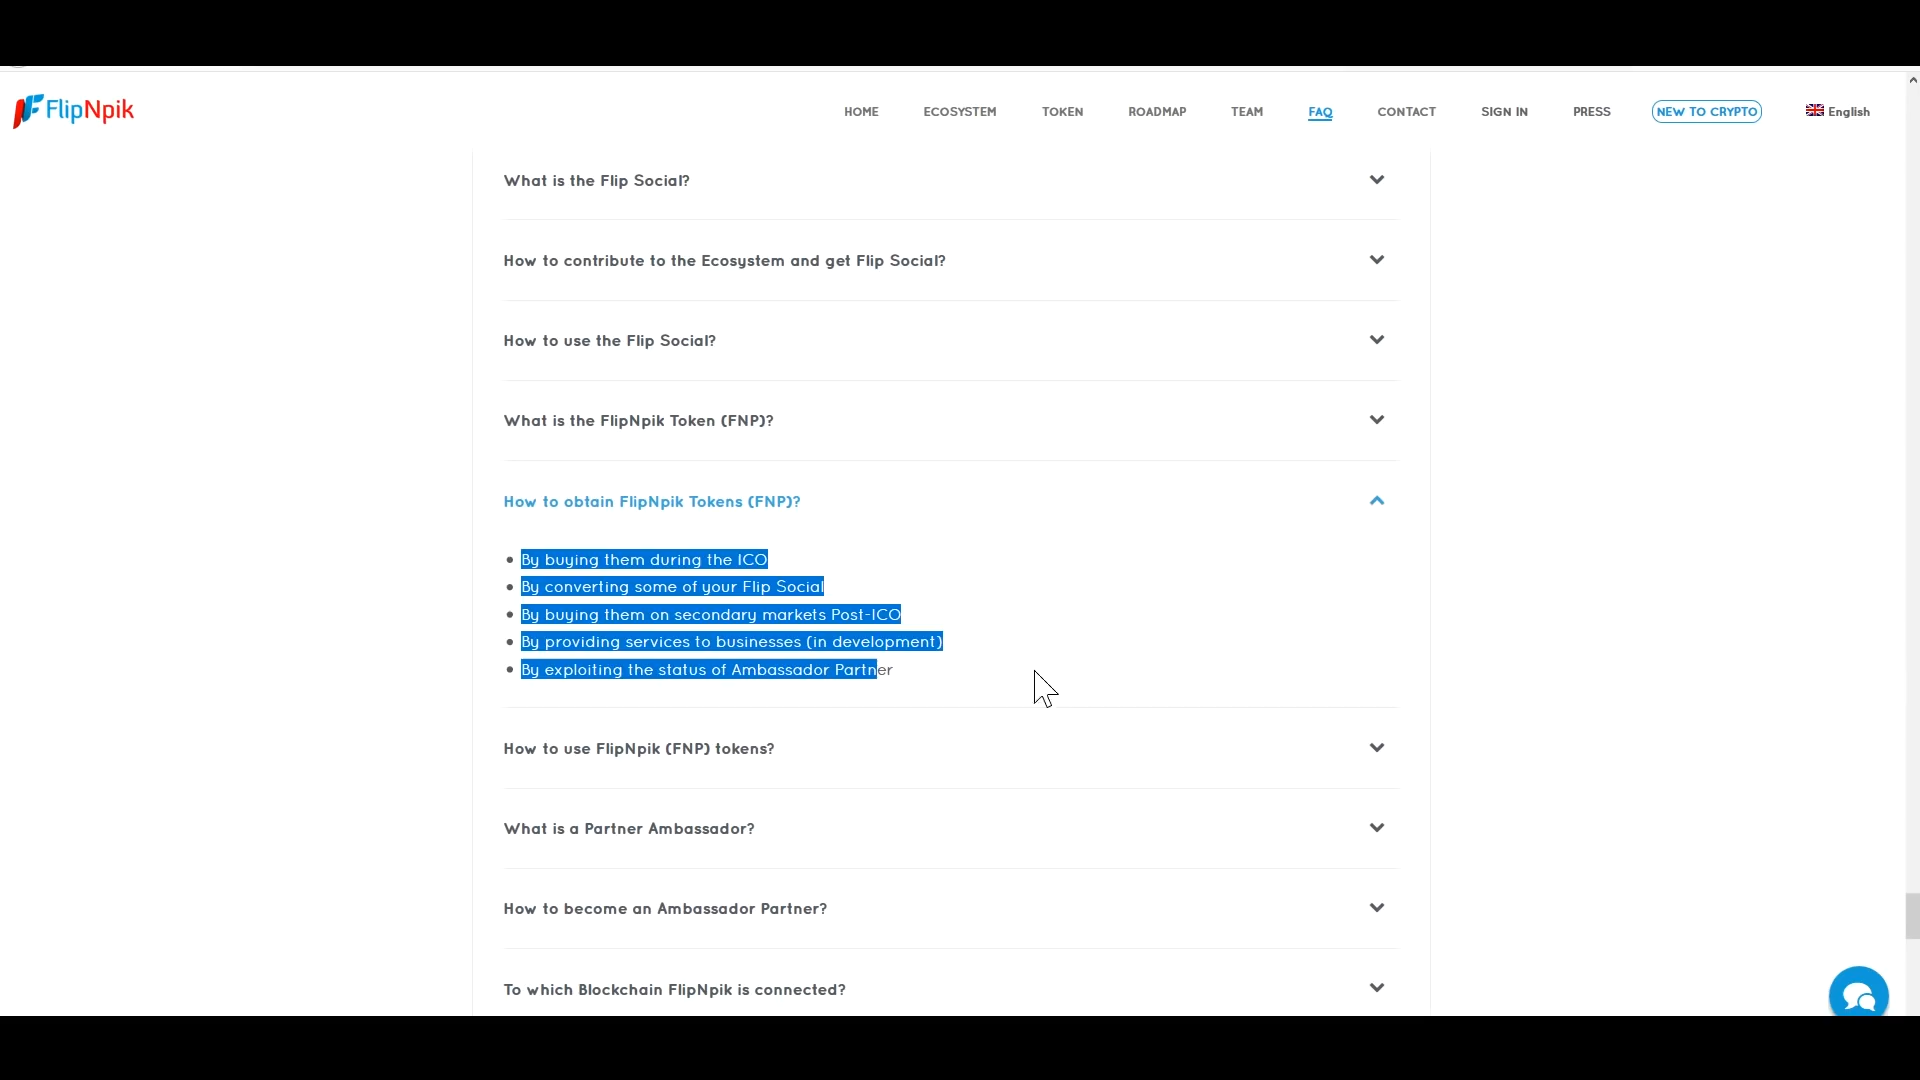 FlipNpik
HOME ECOSYSTEM TOKEN ROADMAP TEAM FAQ CONTACT SIGN IN PRESS NEW TO CRYPTO English
What is the Flip Social?
How to contribute to the Ecosystem and get Flip Social?
How to use the Flip Social?
What is the FlipNpik Token (FNP)?
How to obtain FlipNpik Tokens (FNP)?
• By buying them during the ICO
• By converting some of your Flip Social
• By buying them on secondary markets Post-ICO
• By providing services to businesses (in development)
• By exploiting the status of Ambassador Partner
How to use FlipNpik (FNP) tokens?
What is a Partner Ambassador?
How to become an Ambassador Partner?
To which Blockchain FlipNpik is connected?